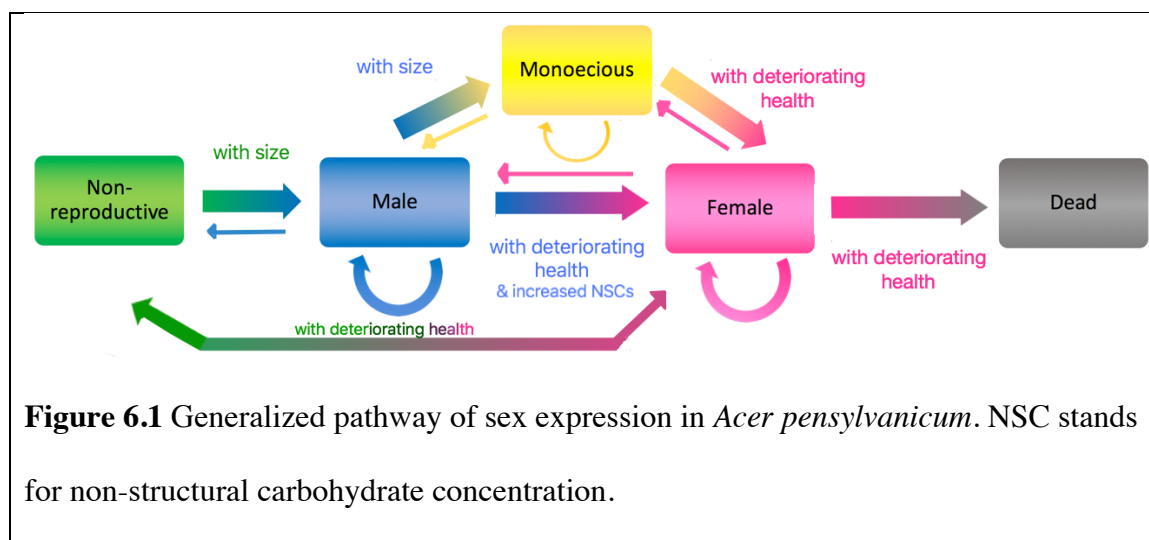 with size
Monoecious
with deteriorating
health
with size
Non-
reproductive
Male
Female
Dead
with deteriorating
health
& increased NSCs
with deteriorating
health
with deteriorating health
Figure 6.1 Generalized pathway of sex expression in Acer pensylvanicum. NSC stands
for non-structural carbohydrate concentration.